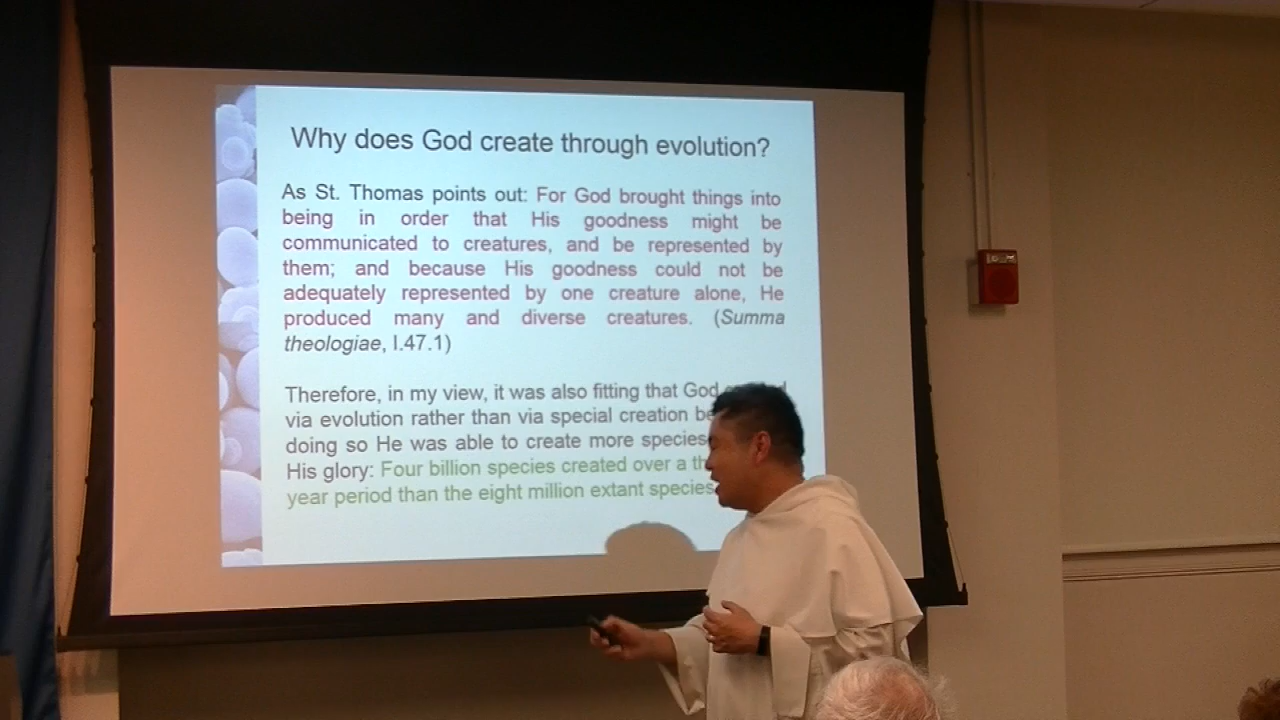 Why does God create through evolution?
As St. Thomas points out: For God brought things into
being in order that His goodness might be
communicated to creatures, and be represented by
them; and because His goodness could not be
adequately represented by one creature alone, He
produced many and diverse creatures. (Summa
theologiae, I.47.1)
Therefore, in my view, it was also fitting that God
via evolution rather than via special creation
doing so He was able to create more species
His glory: Four billion species created over a
year period than the eight million extant species